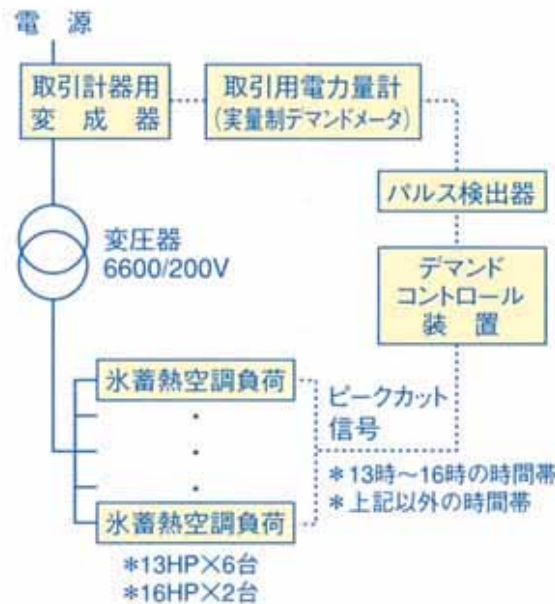 電 源
取引計器用
変 成 器
取引用電力量計
(実量制デマンドメータ)
パルス検出器
変圧器
6600/200V
デマンド
コントロール
装 置
氷蓄熱空調負荷
ピークカット
信号
*13時～16時の時間帯
*上記以外の時間帯
氷蓄熱空調負荷
*13HP×6台
*16HP×2台